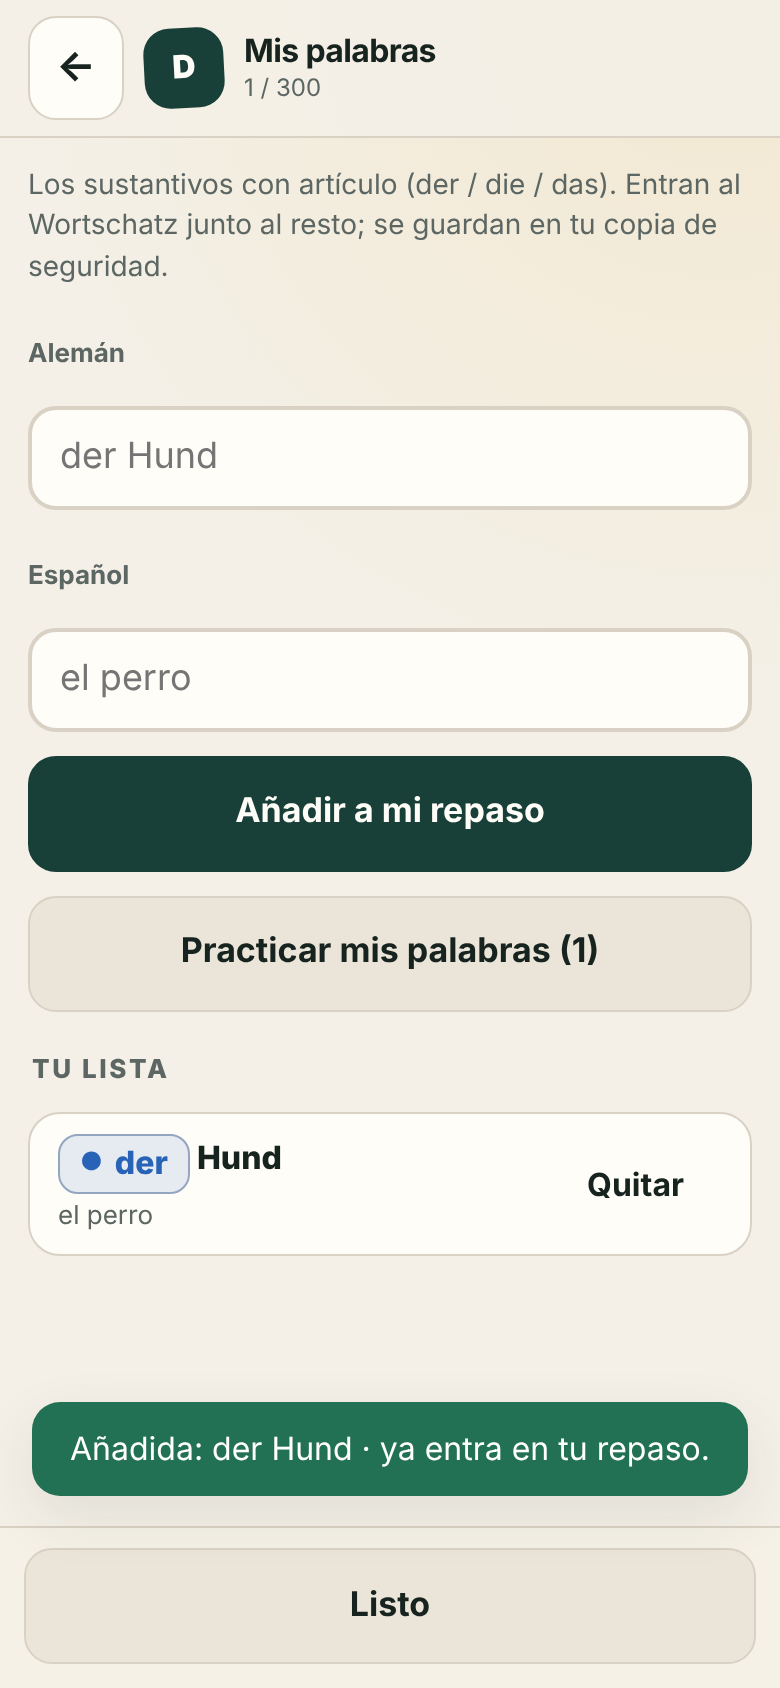 ←
D
Mis palabras
1 / 300
Los sustantivos con artículo (der / die / das). Entran al
Wortschatz junto al resto; se guardan en tu copia de
seguridad.
Alemán
der Hund
Español
el perro
Añadir a mi repaso
Practicar mis palabras (1)
TU LISTA
der Hund
el perro
Quitar
Añadida: der Hund · ya entra en tu repaso.
Listo